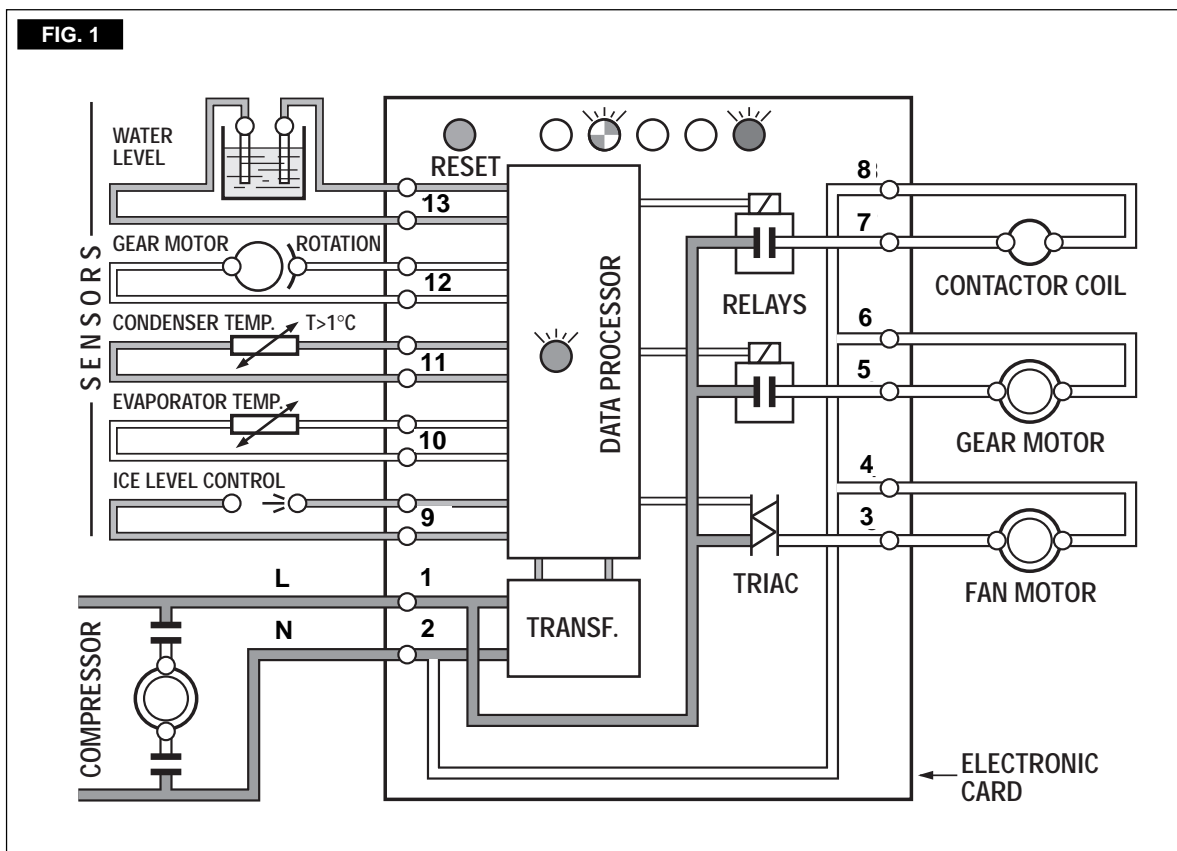 FIG. 1
WATER
LEVEL
RESET
13
8
7
GEAR MOTOR
ROTATION
12
CONTACTOR COIL
SENSORS
RELAYS
CONDENSER TEMP.
T>1°C
11
DATA PROCESSOR
6
5
EVAPORATOR TEMP.
10
GEAR MOTOR
ICE LEVEL CONTROL
9
4
3
L
1
TRIAC
FAN MOTOR
N
2
TRANSF.
COMPRESSOR
ELECTRONIC
CARD